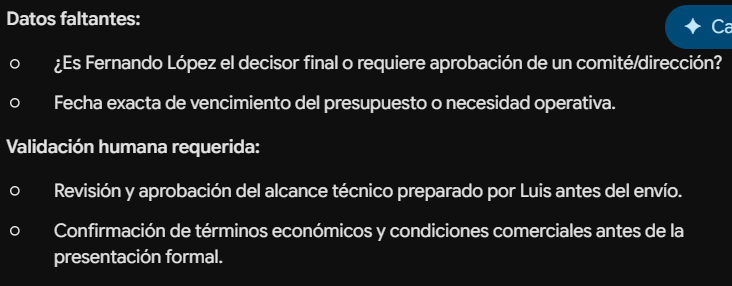 Datos faltantes:
Ca
¿Es Fernando López el decisor final o requiere aprobación de un comité/dirección?
Fecha exacta de vencimiento del presupuesto o necesidad operativa.
Validación humana requerida:
Revisión y aprobación del alcance técnico preparado por Luis antes del envío.
Confirmación de términos económicos y condiciones comerciales antes de la
presentación formal.